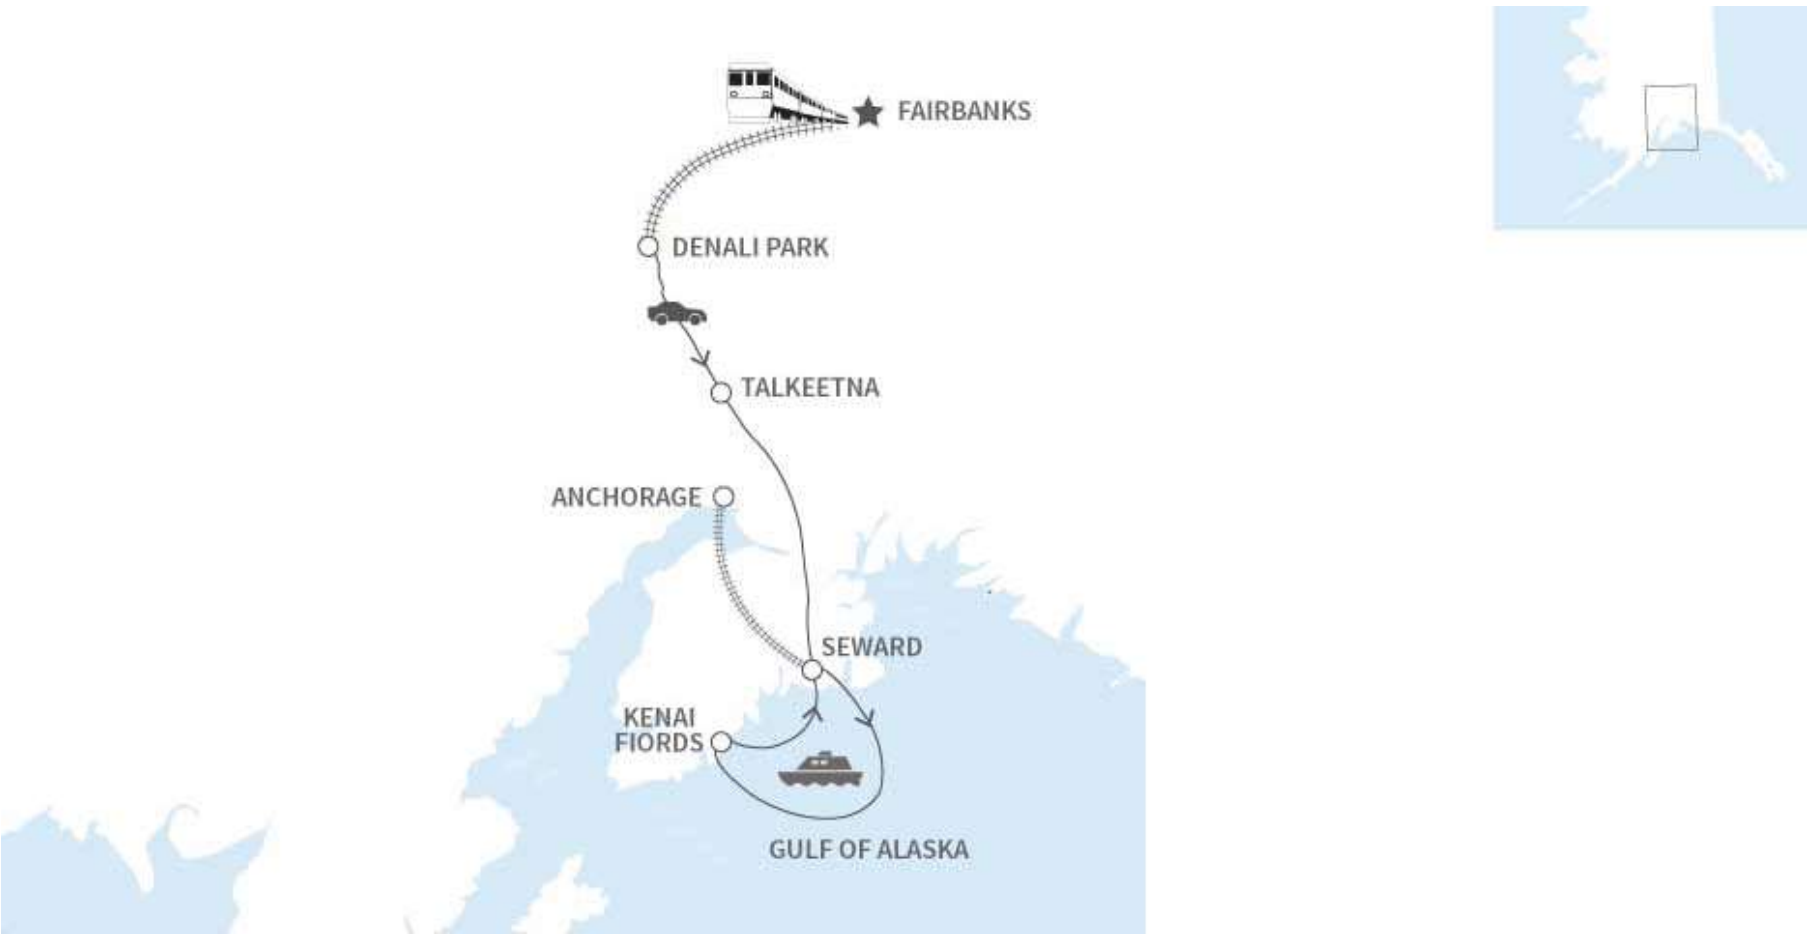 FAIRBANKS
DENALI PARK
TALKEETNA
ANCHORAGE
SEWARD
KENAI
FIORDS
GULF OF ALASKA